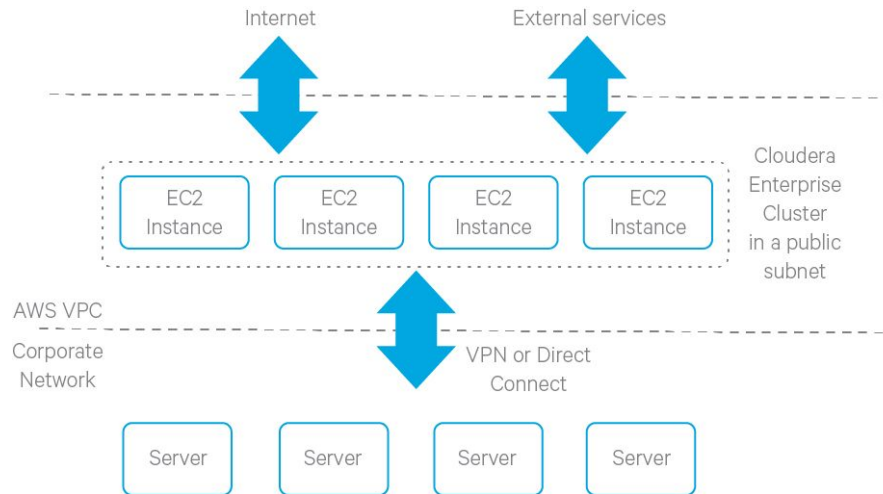 Internet
External services
EC2
Instance
EC2
Instance
EC2
Instance
EC2
Instance
Cloudera
Enterprise
Cluster
in a public
subnet
AWS VPC
Corporate
Network
VPN or Direct
Connect
Server
Server
Server
Server